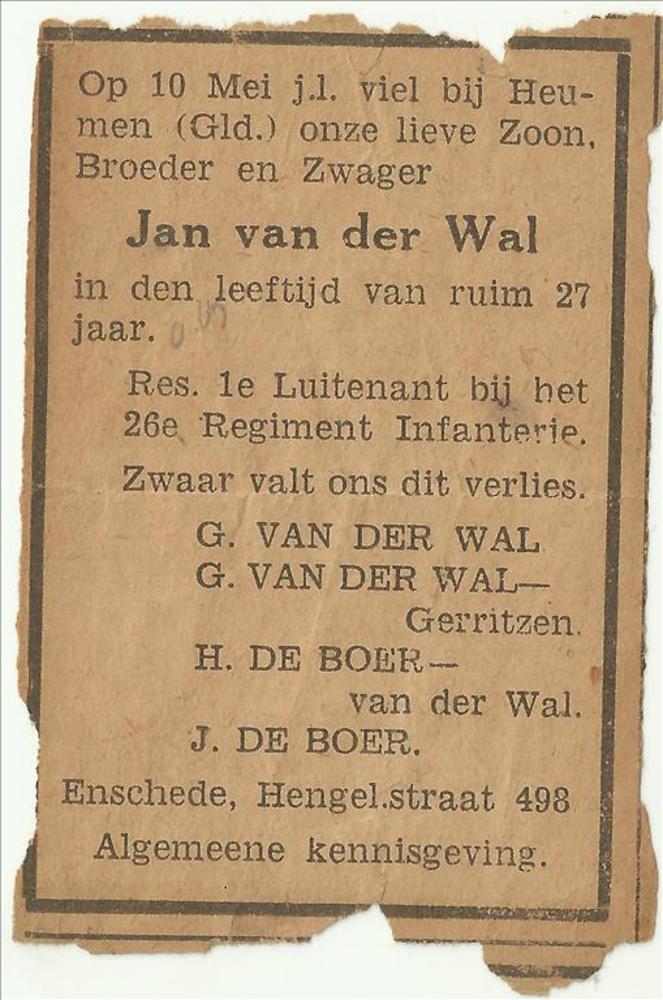 Op 10 Mei j.l. viel bij Heu-
men (Gld.) onze lieve Zoon,
Broeder en Zwager
Jan van der Wal
in den leeftijd van ruim 27
jaar.
Res. 1e Luitenant bij het
26e Regiment Infanterie.
Zwaar valt ons dit verlies.
G. VAN DER WAL
G. VAN DER WAL—
Gerritzen.
H. DE BOER—
van der Wal.
J. DE BOER.
Enschede, Hengel.straat 498
Algemeene kennisgeving.